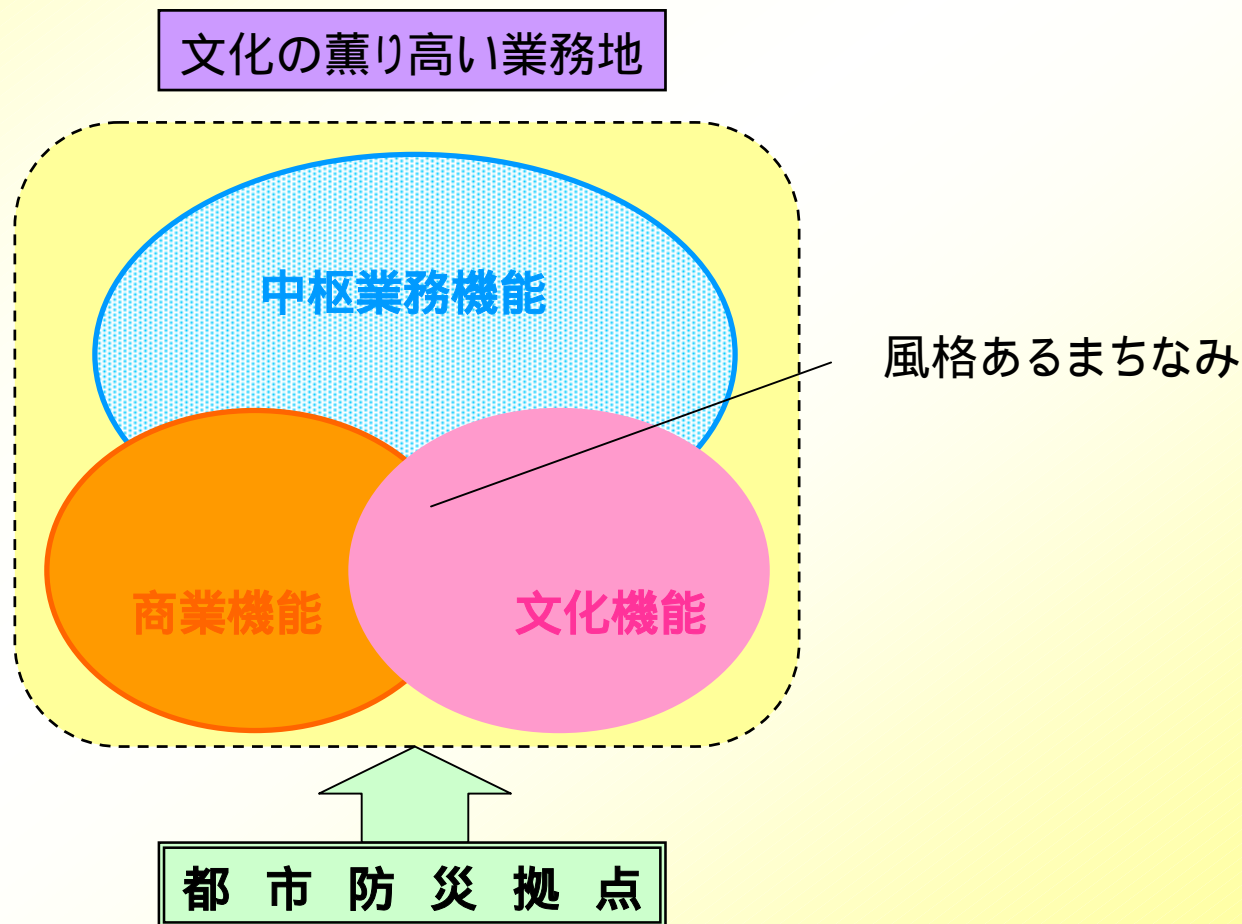 文化の薫り高い業務地
中枢業務機能
風格あるまちなみ
商業機能
文化機能
都市防災拠点